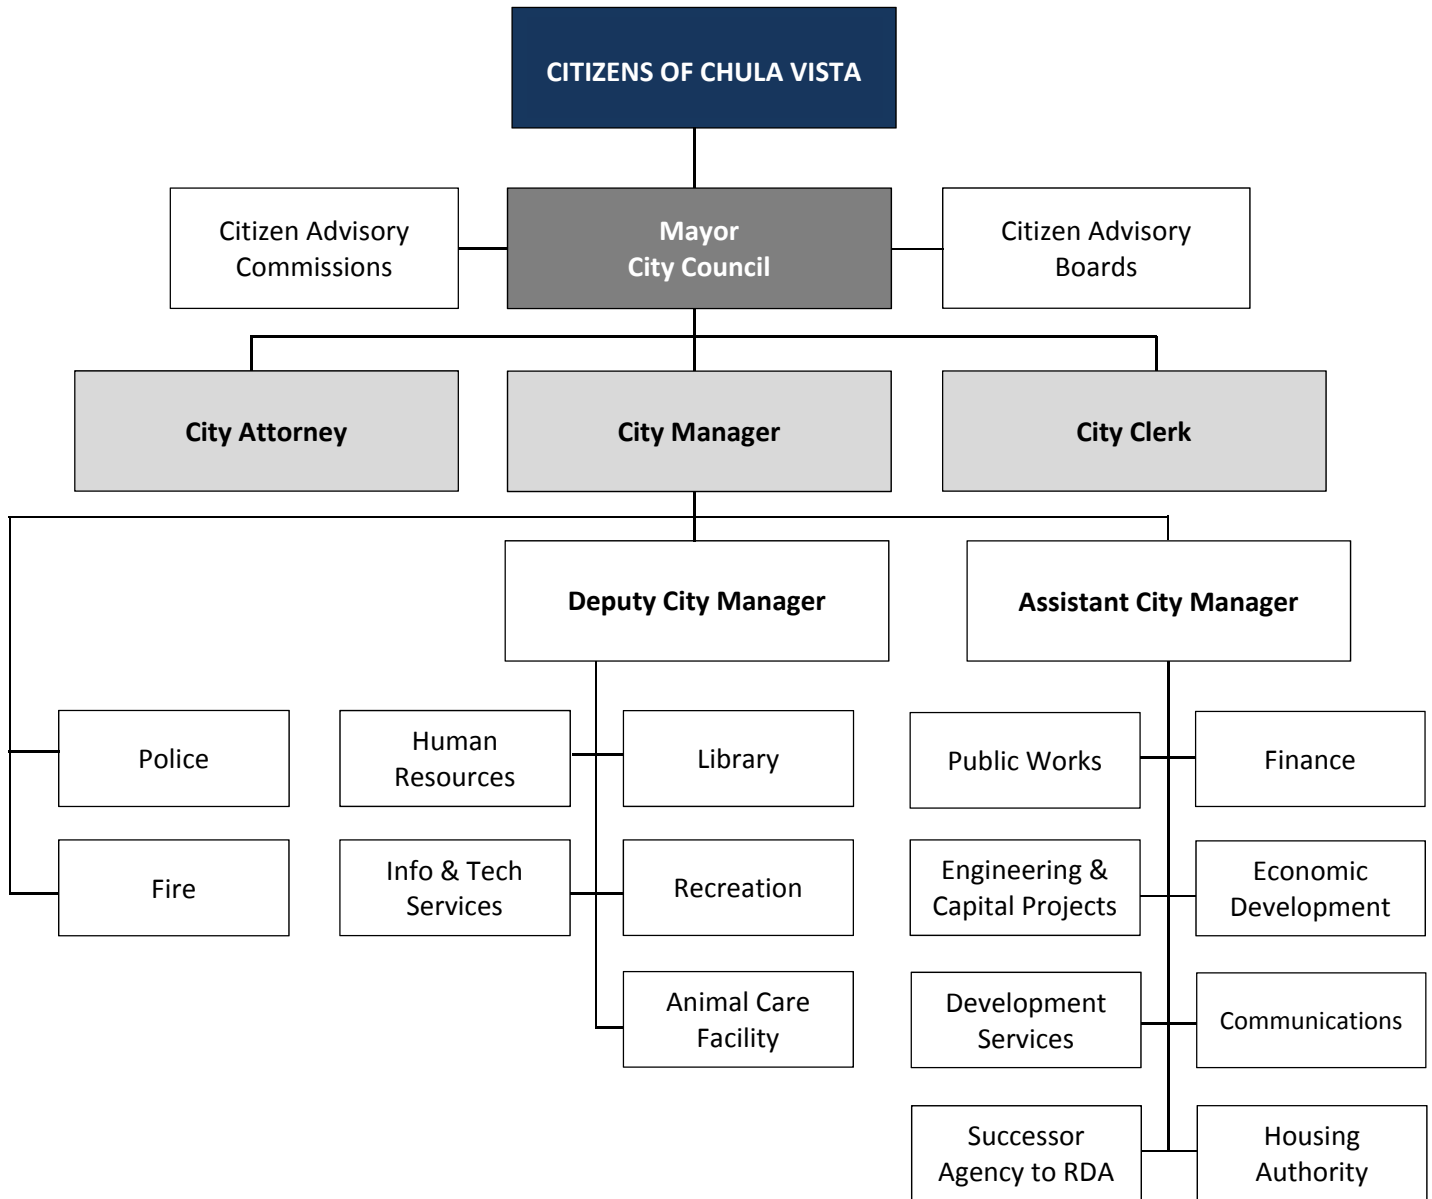 CITIZENS OF CHULA VISTA
Citizen Advisory
Commissions
Mayor
City Council
Citizen Advisory
Boards
City Attorney
City Manager
City Clerk
Deputy City Manager
Assistant City Manager
Police
Human
Resources
Library
Public Works
Finance
Fire
Info & Tech
Services
Recreation
Engineering &
Capital Projects
Economic
Development
Animal Care
Facility
Development
Services
Communications
Successor
Agency to RDA
Housing
Authority